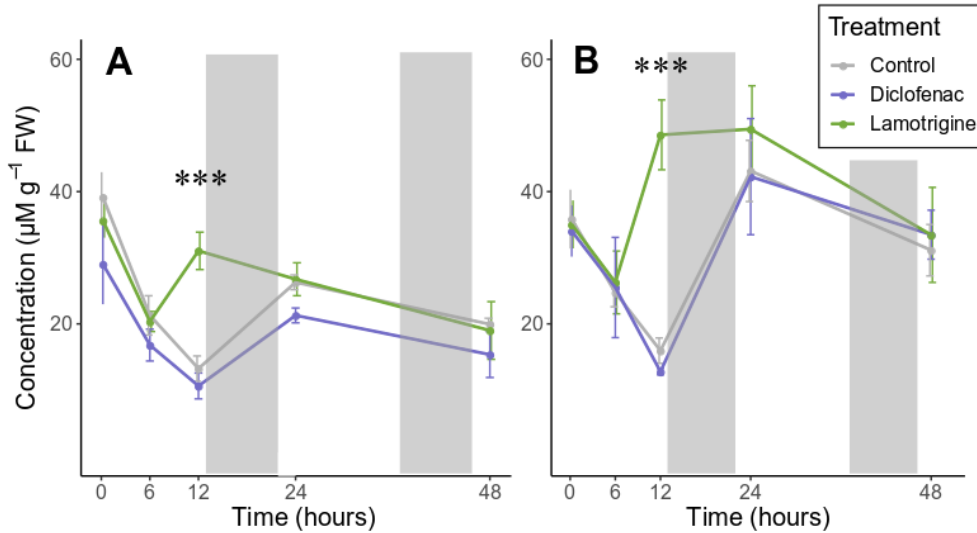 A
B
Treatment
Control
Diclofenac
Lamotrigine
60
40
20
***
Concentration (µM g⁻¹ FW)
0 6 12 24 48
Time (hours)
60
40
20
***
0 6 12 24 48
Time (hours)